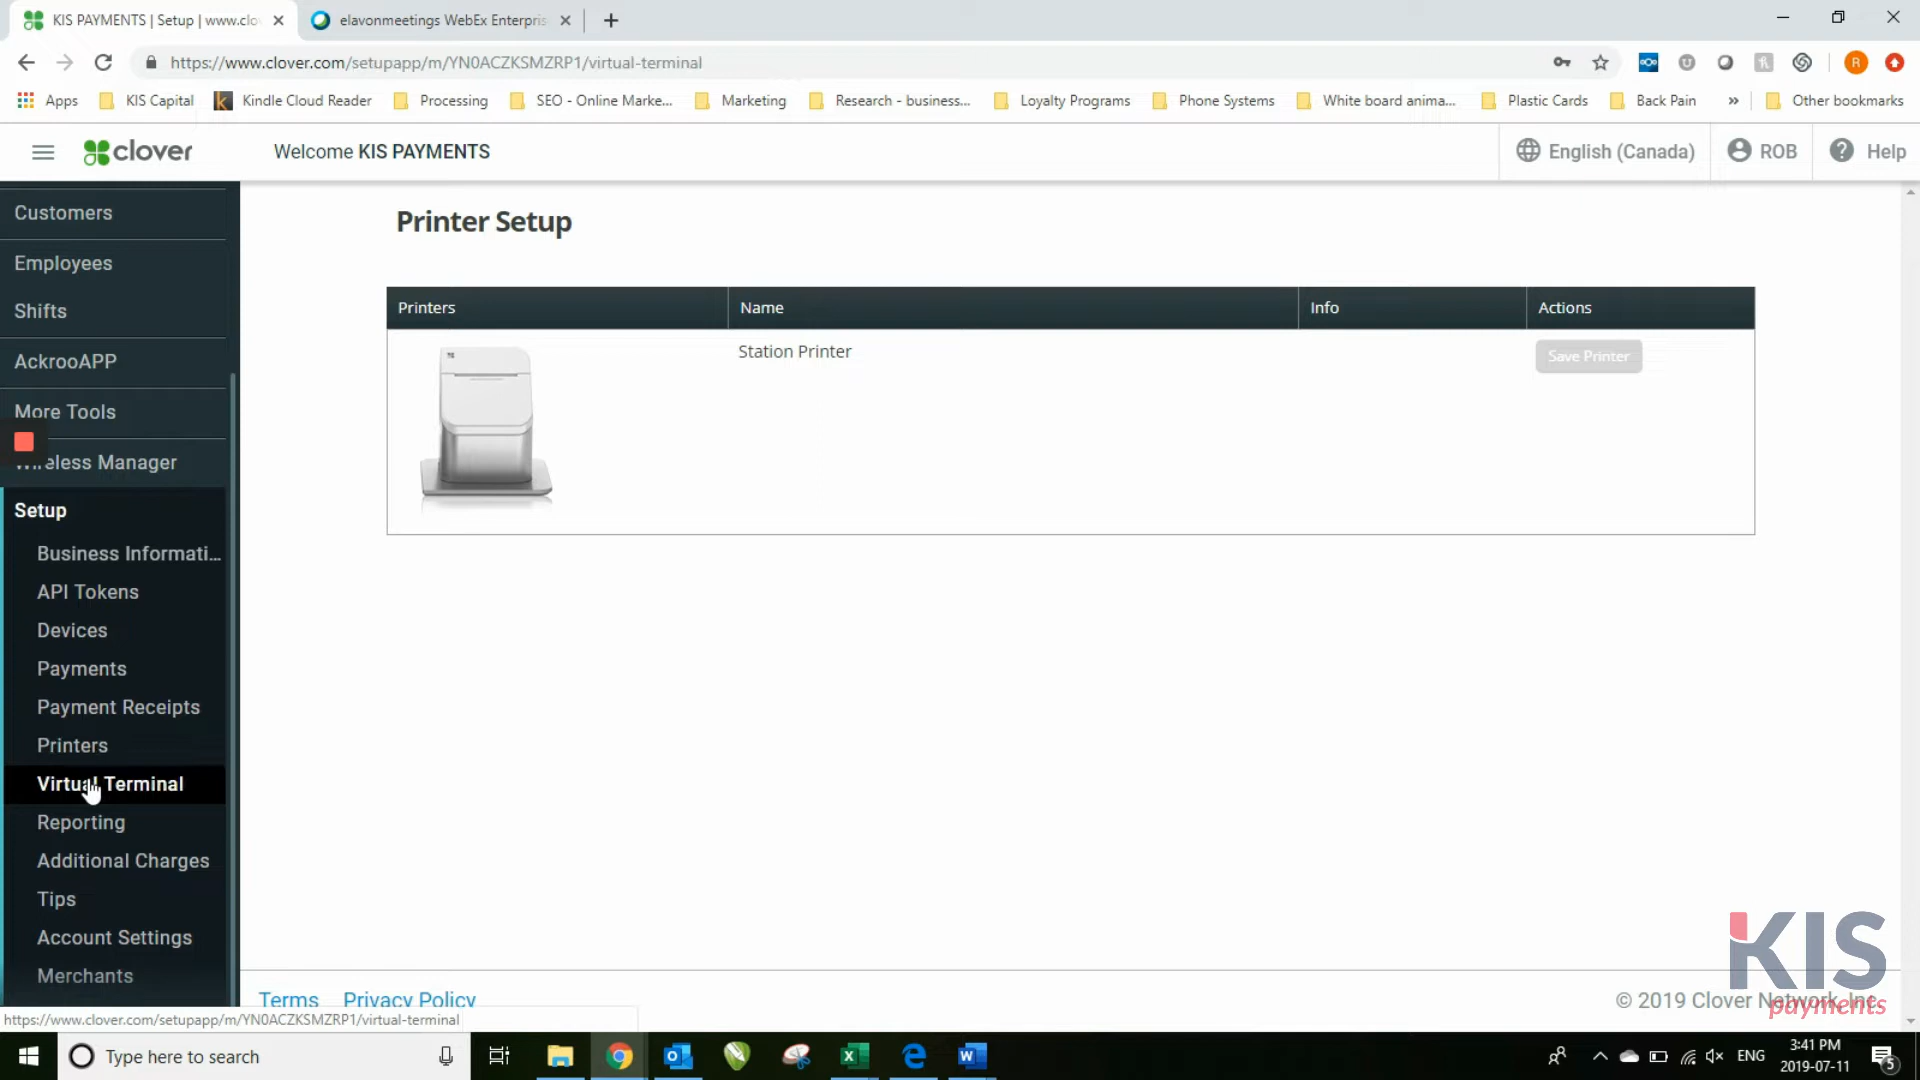 KIS PAYMENTS | Setup | www.clo
elavonmeetings WebEx Enterpris
https://www.clover.com/setupapp/m/YN0ACZKSMZRP1/virtual-terminal
R
Apps
KIS Capital
Kindle Cloud Reader
Processing
SEO - Online Marke...
Marketing
Research - business...
Loyalty Programs
Phone Systems
White board anima...
Plastic Cards
Back Pain
»
Other bookmarks
clover
Welcome KIS PAYMENTS
English (Canada)
ROB
Help
Customers
Employees
Shifts
AckrooAPP
More Tools
Wireless Manager
Setup
Business Informati...
API Tokens
Devices
Payments
Payment Receipts
Printers
Virtual Terminal
Reporting
Additional Charges
Tips
Account Settings
Merchants
Printer Setup
Printers
Name
Info
Actions
Station Printer
Save Printer
Terms
Privacy Policy
© 2019 Clover Network, Inc.
KIS
payments
https://www.clover.com/setupapp/m/YN0ACZKSMZRP1/virtual-terminal
Type here to search
ENG
3:41 PM
2019-07-11
5